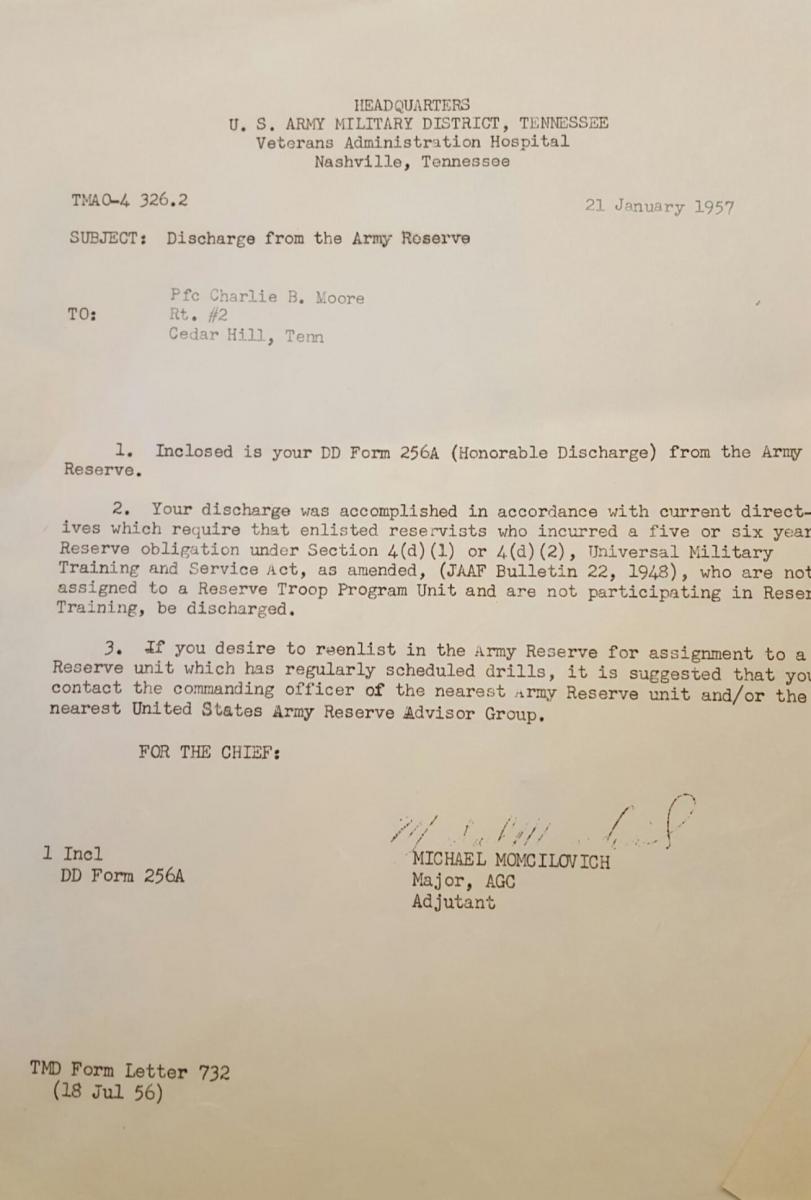 HEADQUARTERS
U. S. ARMY MILITARY DISTRICT, TENNESSEE
Veterans Administration Hospital
Nashville, Tennessee
TMAO-4 326.2
21 January 1957
SUBJECT: Discharge from the Army Reserve
Pfc Charlie B. Moore
TO: Rt. #2
Cedar Hill, Tenn
1. Inclosed is your DD Form 256A (Honorable Discharge) from the Army
Reserve.
2. Your discharge was accomplished in accordance with current direct-
ives which require that enlisted reservists who incurred a five or six year
Reserve obligation under Section 4(d)(1) or 4(d)(2), Universal Military
Training and Service Act, as amended, (JAAF Bulletin 22, 1948), who are not
assigned to a Reserve Troop Program Unit and are not participating in Reser
Training, be discharged.
3. If you desire to reenlist in the Army Reserve for assignment to a
Reserve unit which has regularly scheduled drills, it is suggested that you
contact the commanding officer of the nearest Army Reserve unit and/or the
nearest United States Army Reserve Advisor Group.
FOR THE CHIEF:
1 Incl
DD Form 256A
MICHAEL MOMCILOVICH
Major, AGC
Adjutant
TMD Form Letter 732
(18 Jul 56)